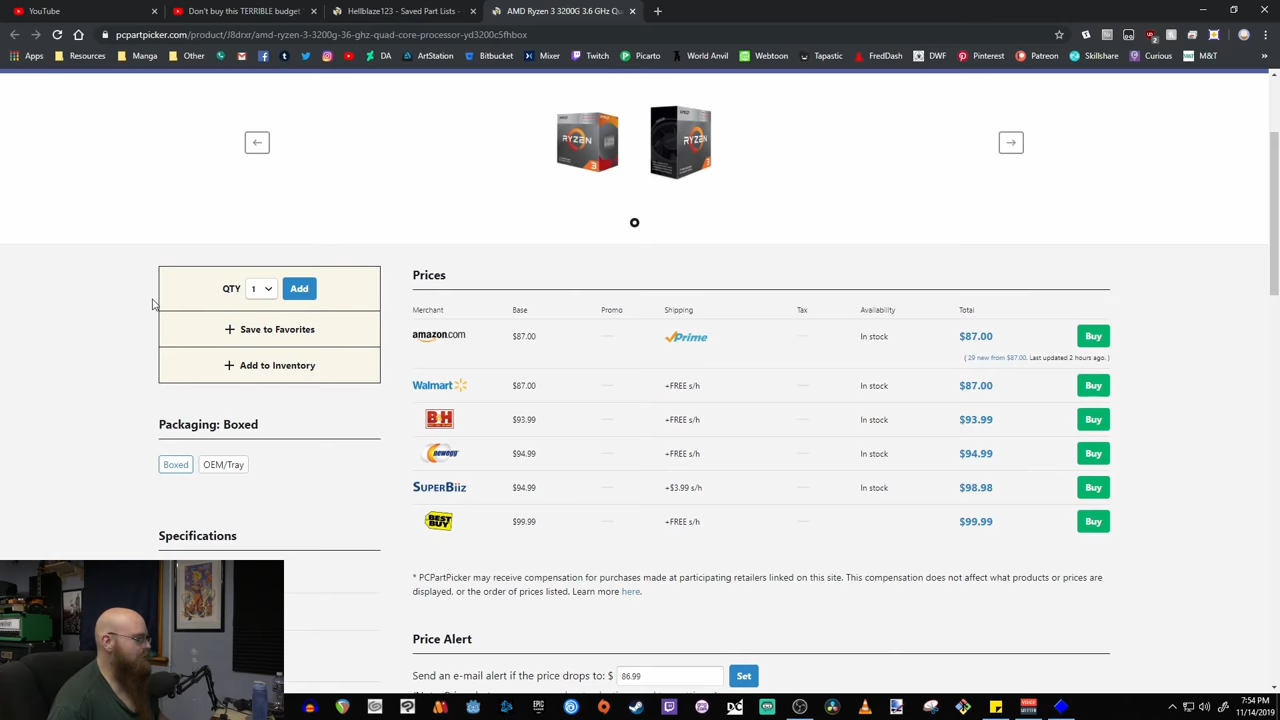 YouTube
Don't buy this TERRIBLE budget
Hellblaze123 - Saved Part Lists -
AMD Ryzen 3 3200G 3.6 GHz Qu
pcpartpicker.com/product/J8drxr/amd-ryzen-3-3200g-36-ghz-quad-core-processor-yd3200c5fhbox
Apps
Resources
Manga
Other
DA
ArtStation
Bitbucket
Mixer
Twitch
Picarto
World Anvil
Webtoon
Tapastic
FredDash
DWF
Pinterest
Patreon
Skillshare
Curious
M&T
RYZEN
3
RYZEN
3
QTY 1 Add
+ Save to Favorites
+ Add to Inventory
Packaging: Boxed
Boxed OEM/Tray
Specifications
Prices
Merchant Base Promo Shipping Tax Availability Total
amazon.com $87.00 Prime In stock $87.00 Buy
( 29 new from $87.00. Last updated 2 hours ago. )
Walmart $87.00 +FREE s/h In stock $87.00 Buy
B&H $93.99 +FREE s/h In stock $93.99 Buy
newegg $94.99 +FREE s/h In stock $94.99 Buy
SUPERBiiz $94.99 +$3.99 s/h In stock $98.98 Buy
BEST BUY $99.99 +FREE s/h $99.99 Buy
* PCPartPicker may receive compensation for purchases made at participating retailers linked on this site. This compensation does not affect what products or prices are
displayed, or the order of prices listed. Learn more here.
Price Alert
Send an e-mail alert if the price drops to: $ 86.99 Set
7:54 PM
11/14/2019